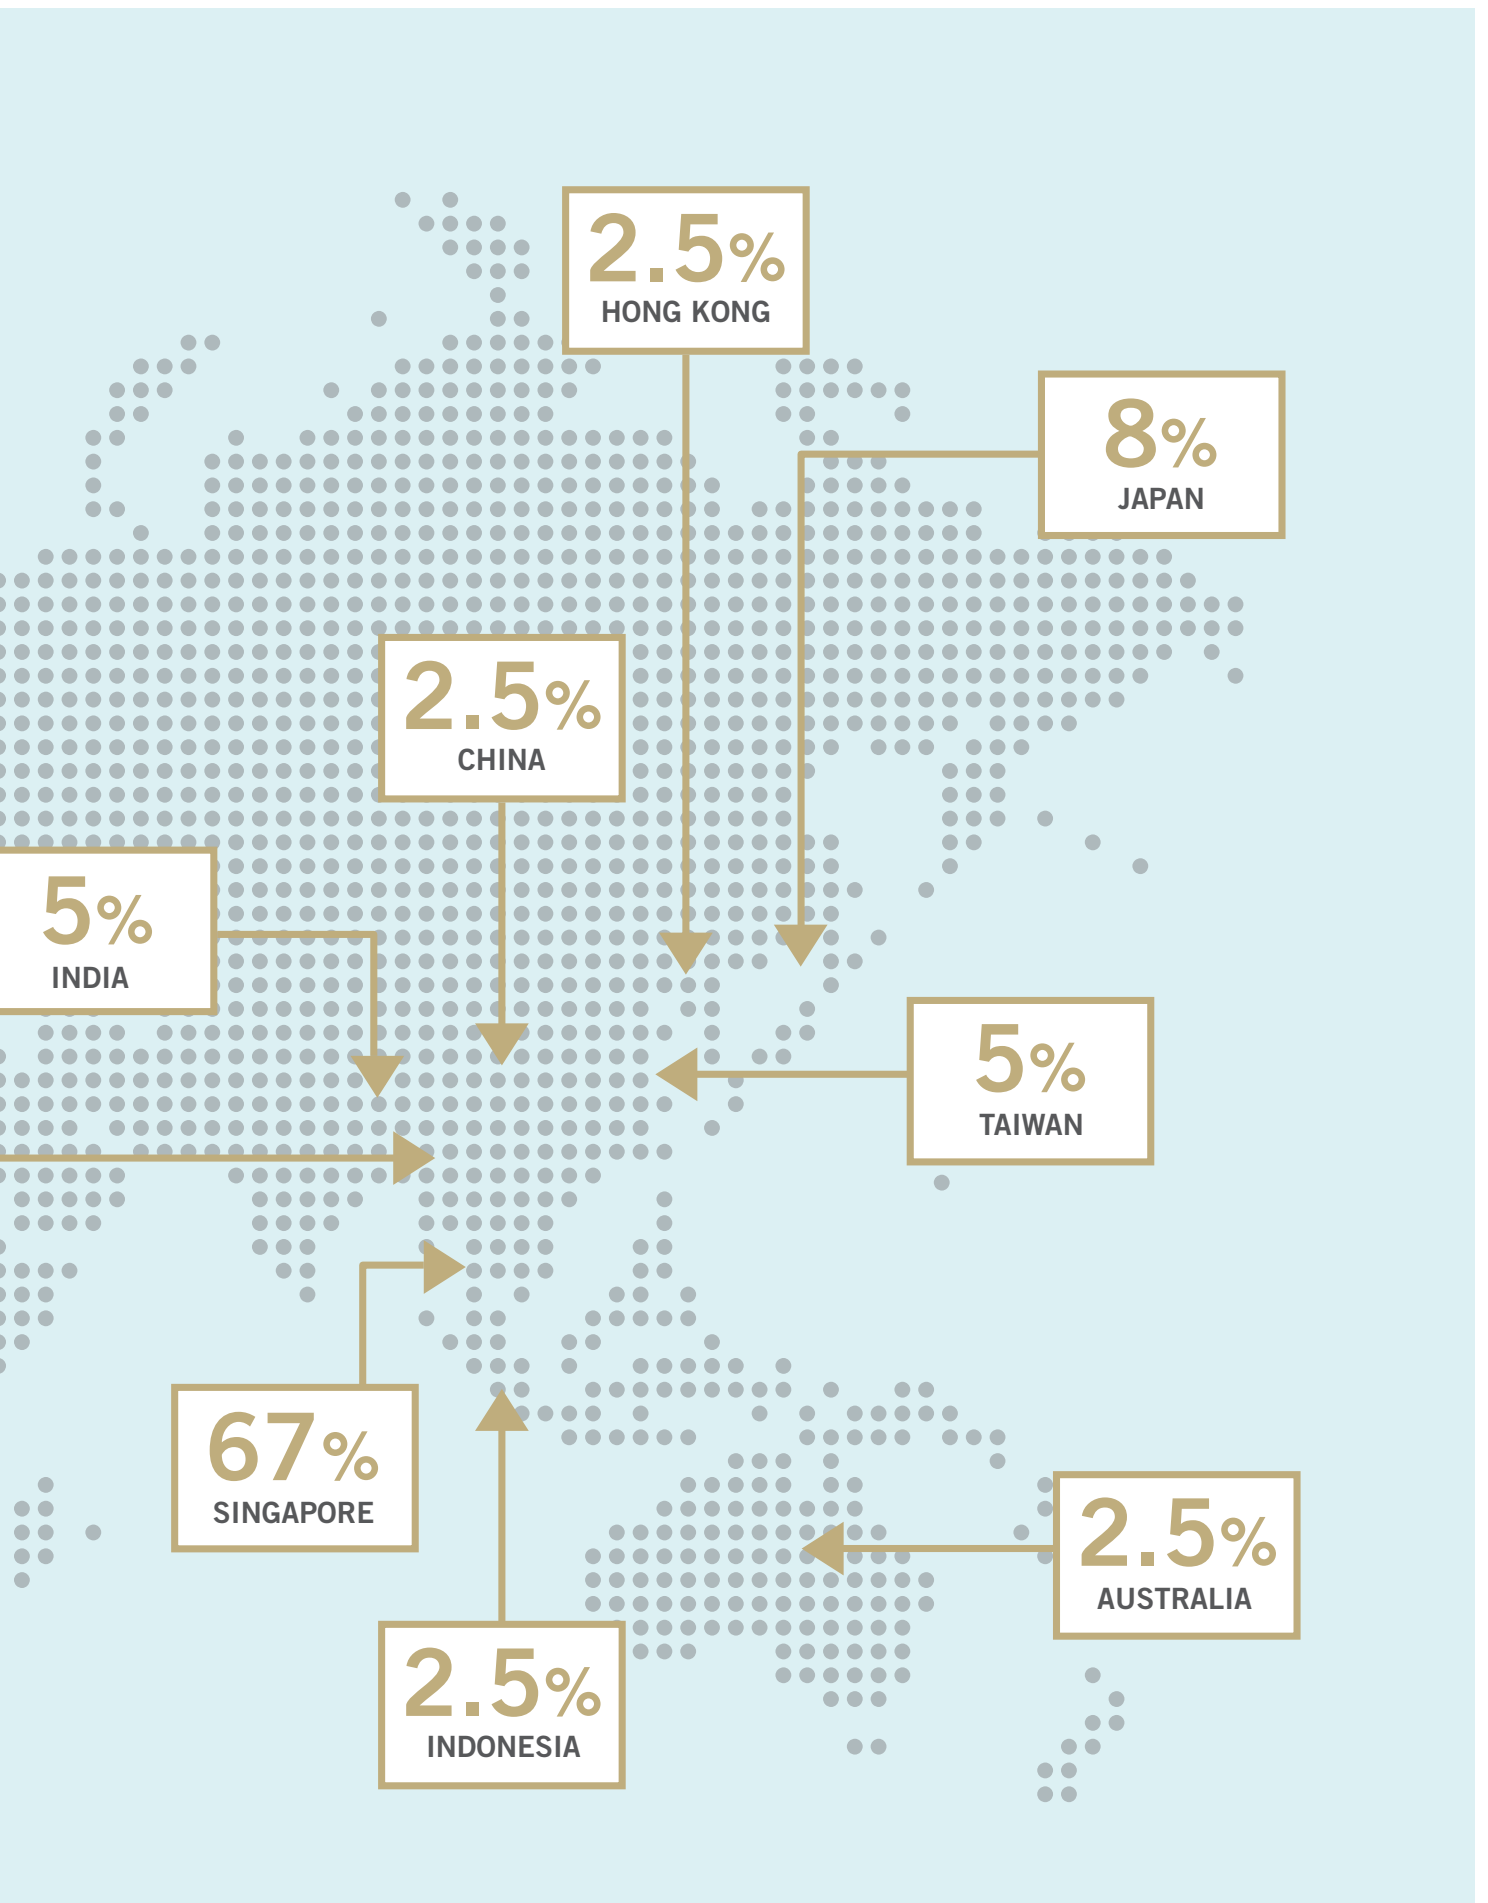 2.5%
HONG KONG
8%
JAPAN
2.5%
CHINA
5%
INDIA
5%
TAIWAN
67%
SINGAPORE
2.5%
AUSTRALIA
2.5%
INDONESIA